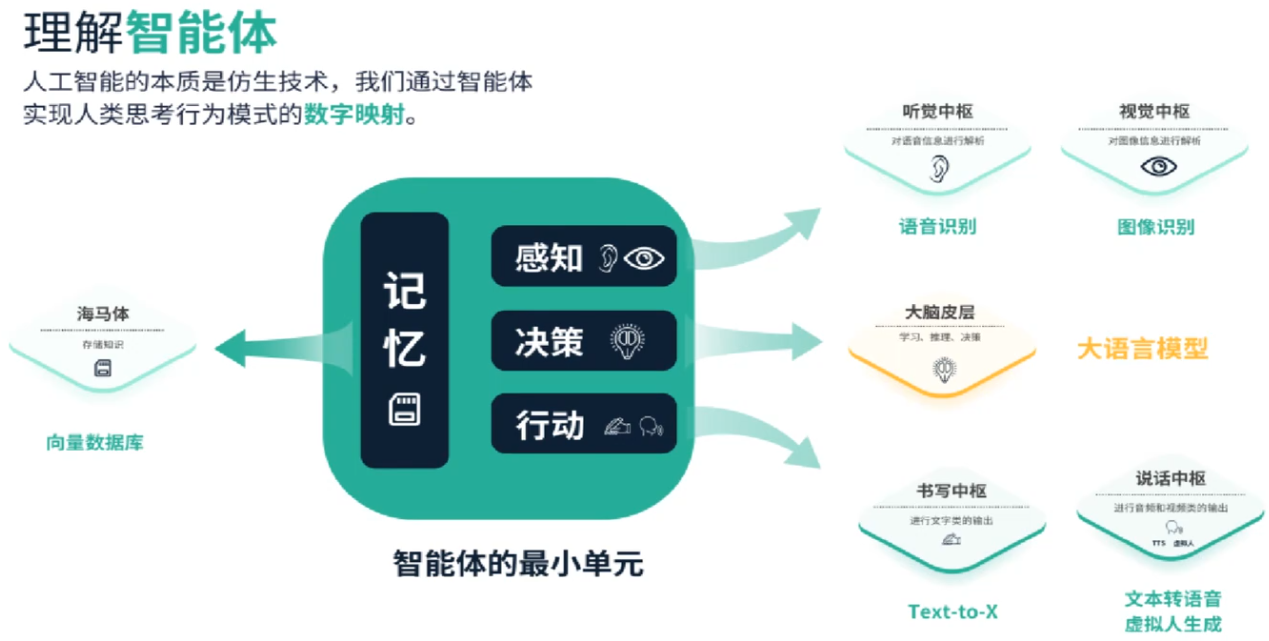 理解智能体
人工智能的本质是仿生技术，我们通过智能体
实现人类思考行为模式的数字映射。
听觉中枢
对语音信息进行解析
语音识别
视觉中枢
对图像信息进行解析
图像识别
记忆
感知
决策
行动
智能体的最小单元
海马体
存储知识
向量数据库
大脑皮层
学习、推理、决策
大语言模型
书写中枢
进行文字类的输出
Text-to-X
说话中枢
进行音频和视频类的输出
TTS 虚拟人
文本转语音
虚拟人生成